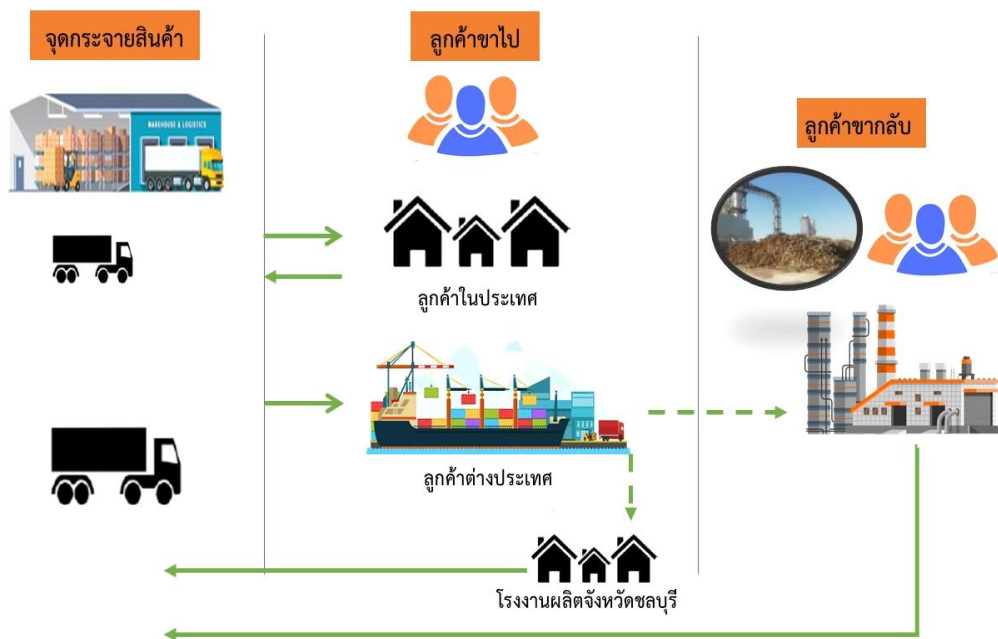 จุดกระจายสินค้า
ลูกค้าขาไป
ลูกค้าขากลับ
WAREHOUSE & LOGISTICS
ลูกค้าในประเทศ
ลูกค้าต่างประเทศ
โรงงานผลิตจังหวัดชลบุรี